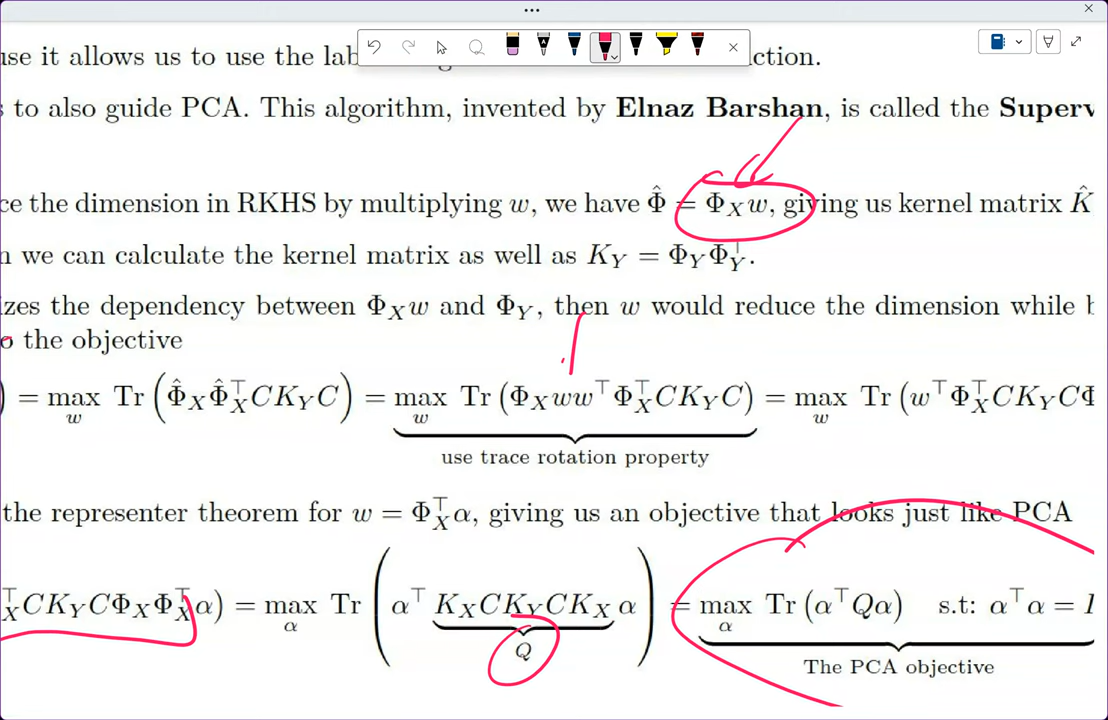 use it allows us to use the lab
ction.
s to also guide PCA. This algorithm, invented by Elnaz Barshan, is called the Superv
ce the dimension in RKHS by multiplying w, we have Φ̂ = Φ_X w, giving us kernel matrix K̂
n we can calculate the kernel matrix as well as K_Y = Φ_Y Φ_Y^⊤.
izes the dependency between Φ_X w and Φ_Y, then w would reduce the dimension while b
o the objective
) = max_w Tr (Φ̂_X Φ̂_X^⊤ C K_Y C) = max_w Tr (Φ_X w w^⊤ Φ_X^⊤ C K_Y C) = max_w Tr (w^⊤ Φ_X^⊤ C K_Y C Φ
use trace rotation property
the representer theorem for w = Φ_X^⊤ α, giving us an objective that looks just like PCA
_X^⊤ C K_Y C Φ_X Φ_X^⊤ α) = max_α Tr (α^⊤ K_X C K_Y C K_X α) = max_α Tr (α^⊤ Q α) s.t: α^⊤ α = I
Q
The PCA objective